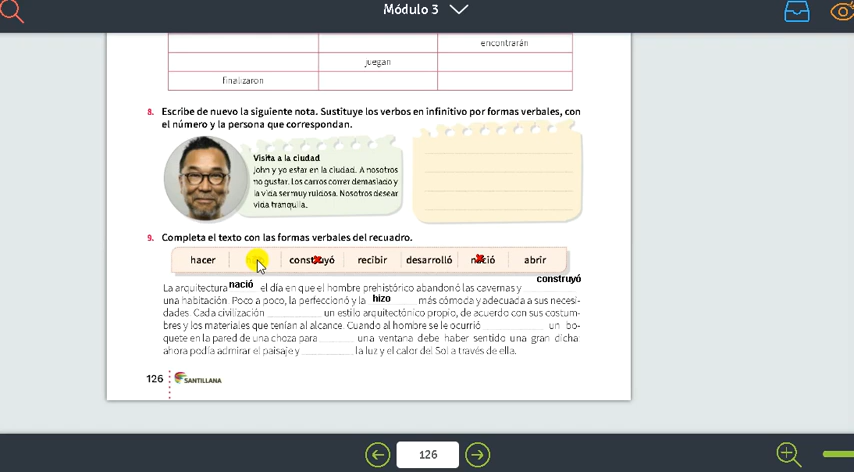 Módulo 3
encontrarán
juegan
finalizaron
8. Escribe de nuevo la siguiente nota. Sustituye los verbos en infinitivo por formas verbales, con
el número y la persona que correspondan.
Visita a la ciudad
John y yo estar en la ciudad. A nosotros
no gustar. Los carros correr demasiado y
la vida ser muy ruidosa. Nosotros desear
vida tranquila.
9. Completa el texto con las formas verbales del recuadro.
hacer construyó recibir desarrolló nació abrir
La arquitectura nació el día en que el hombre prehistórico abandonó las cavernas y construyó
una habitación. Poco a poco, la perfeccionó y la hizo más cómoda y adecuada a sus necesi-
dades. Cada civilización ________ un estilo arquitectónico propio, de acuerdo con sus costum-
bres y los materiales que tenían al alcance. Cuando al hombre se le ocurrió ________ un bo-
quete en la pared de una choza para ________ una ventana debe haber sentido una gran dicha:
ahora podía admirar el paisaje y ________ la luz y el calor del Sol a través de ella.
126 SANTILLANA
126